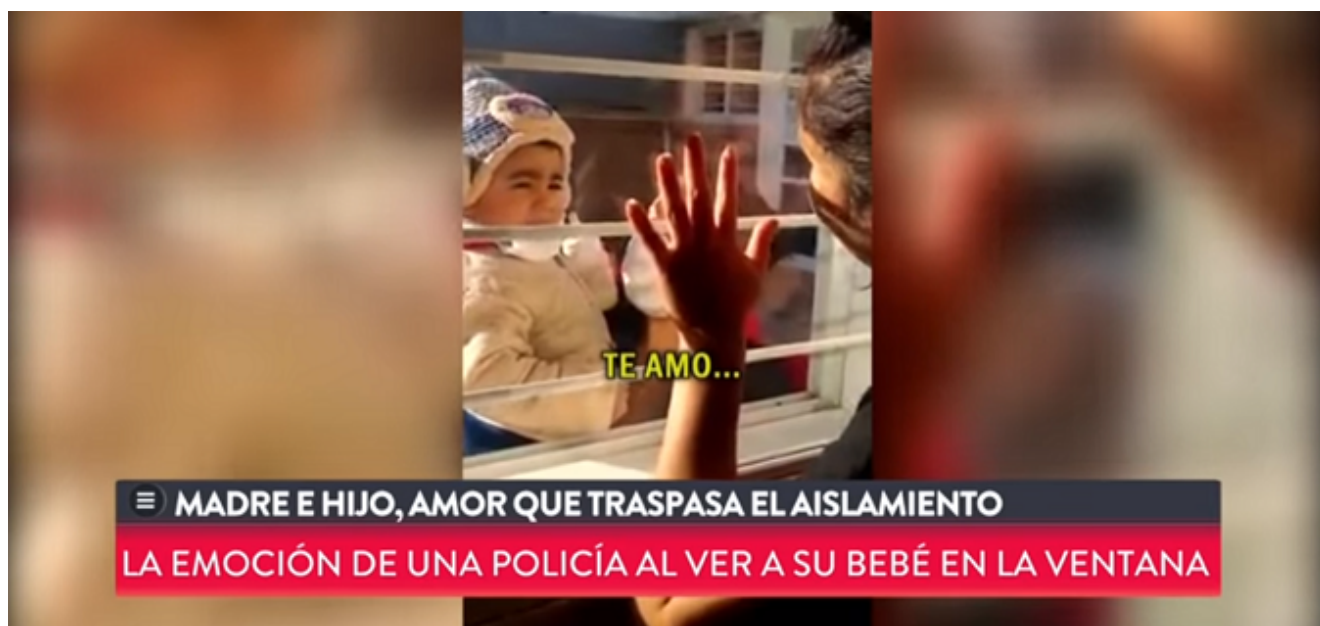 TE AMO...
MADRE E HIJO, AMOR QUE TRASPASA EL AISLAMIENTO
LA EMOCIÓN DE UNA POLICÍA AL VER A SU BEBÉ EN LA VENTANA